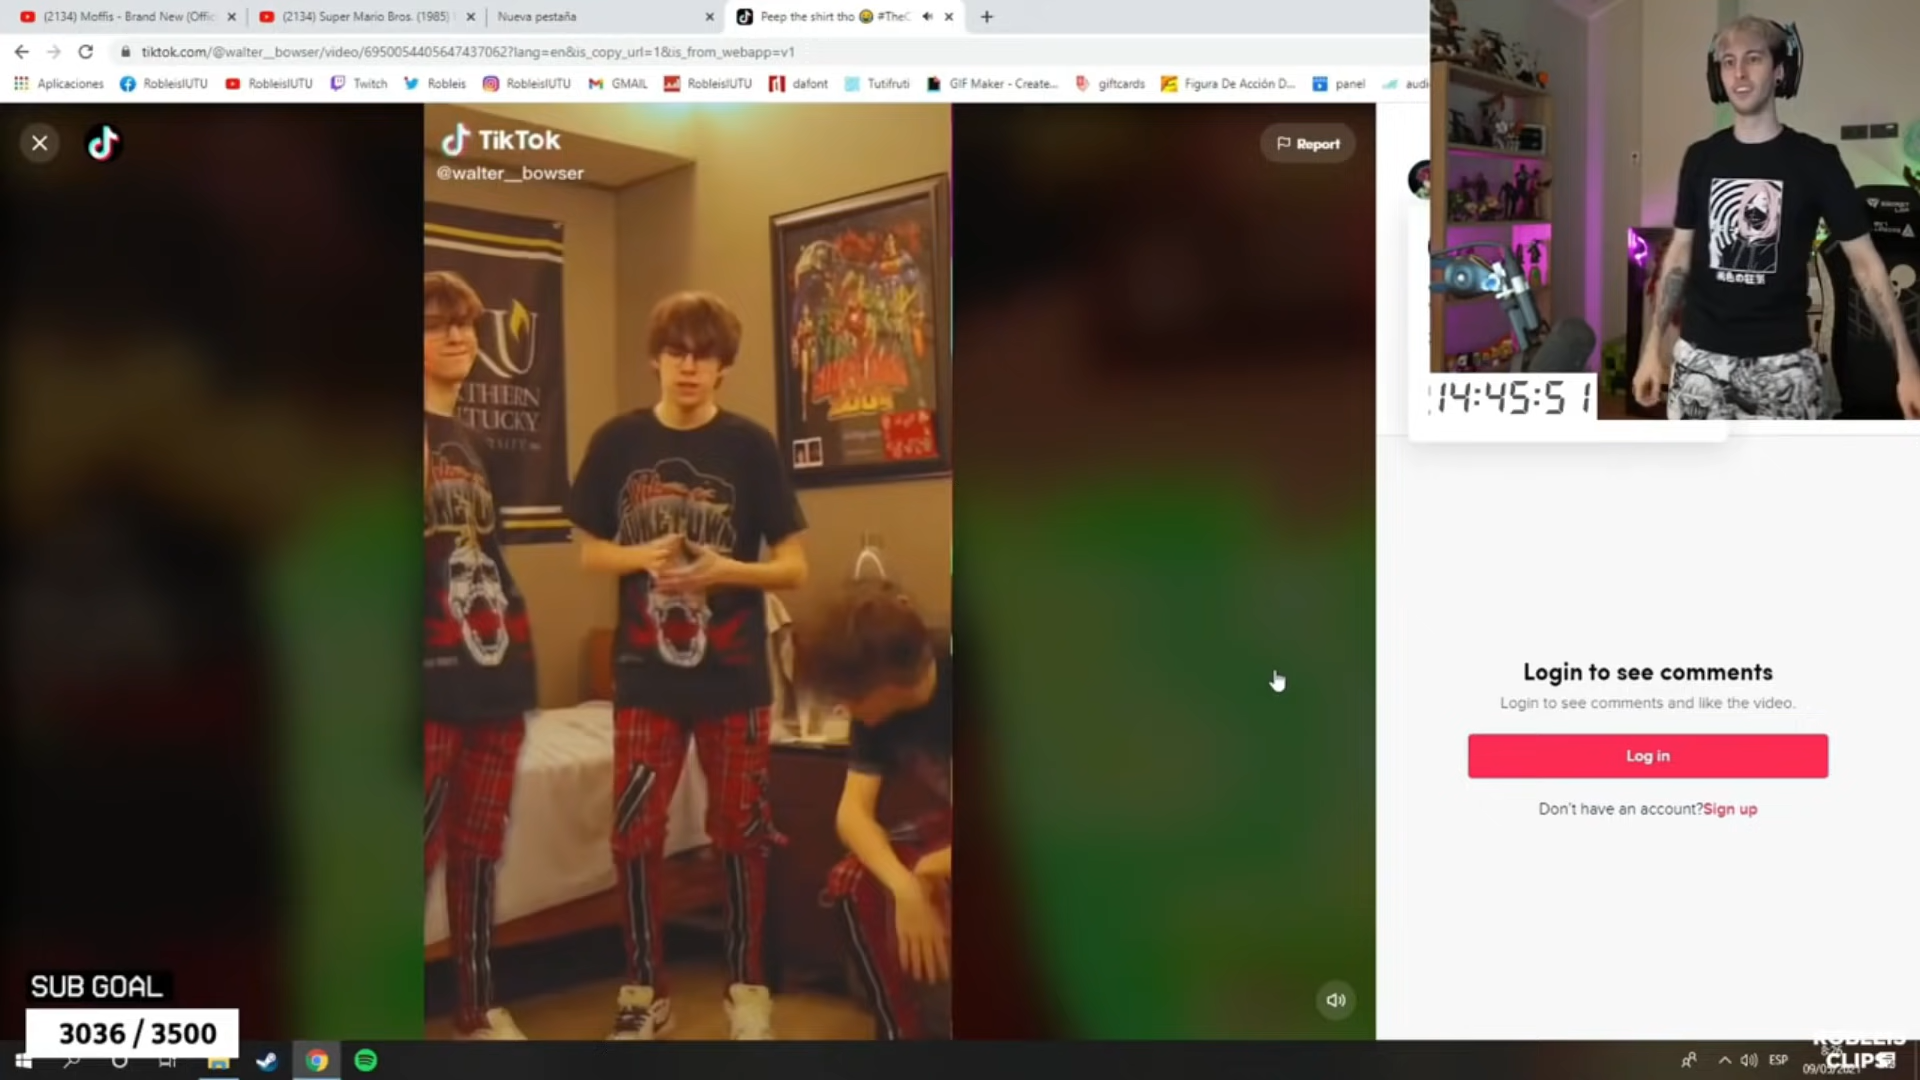 (2134) Moffis - Brand New (Offic
(2134) Super Mario Bros. (1985)
Nueva pestaña
Peep the shirt tho 😂 #TheC
tiktok.com/@walter__bowser/video/6950054405647437062?lang=en&is_copy_url=1&is_from_webapp=v1
Aplicaciones
RobleisIUTU
RobleisIUTU
Twitch
Robleis
RobleisIUTU
GMAIL
RobleisIUTU
dafont
Tutifruti
GIF Maker - Create...
giftcards
Figura De Acción D...
panel
audi
TikTok
@walter__bowser
Report
14:45:51
Login to see comments
Login to see comments and like the video.
Log in
Don't have an account?Sign up
SUB GOAL
3036 / 3500
ESP
CLIPS